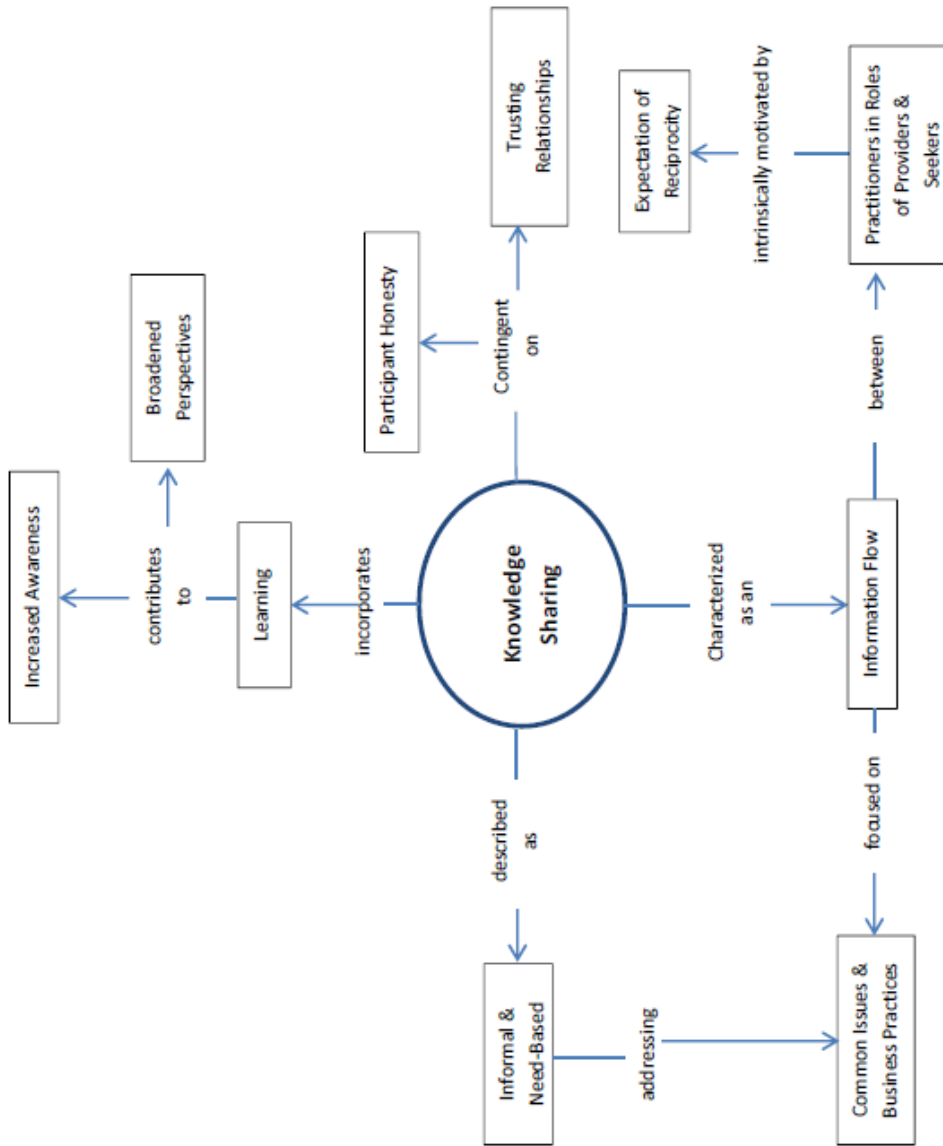 Increased Awareness
contributes
to
Broadened
Perspectives
Learning
incorporates
Participant Honesty
Trusting
Relationships
Contingent
on
Knowledge
Sharing
described
as
Informal &
Need-Based
addressing
Characterized
as an
Expectation of
Reciprocity
intrinsically motivated by
Common Issues &
Business Practices
focused on
Information Flow
between
Practitioners in Roles
of Providers &
Seekers